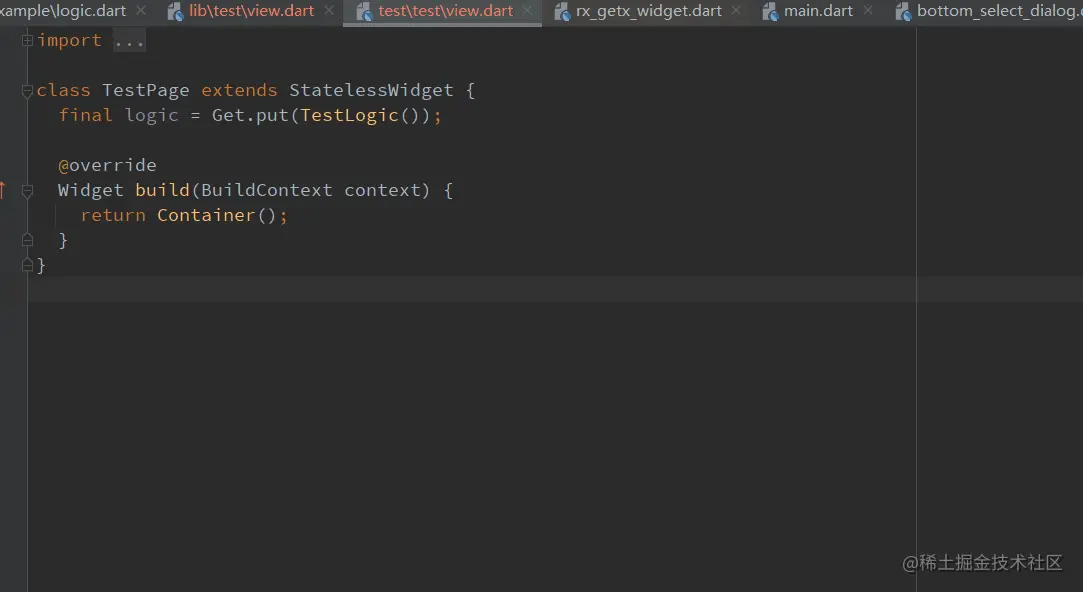 xample\logic.dart lib\test\view.dart test\test\view.dart rx_getx_widget.dart main.dart bottom_select_dialog.
import ...
class TestPage extends StatelessWidget {
final logic = Get.put(TestLogic());
@override
Widget build(BuildContext context) {
return Container();
}
}
@稀土掘金技术社区